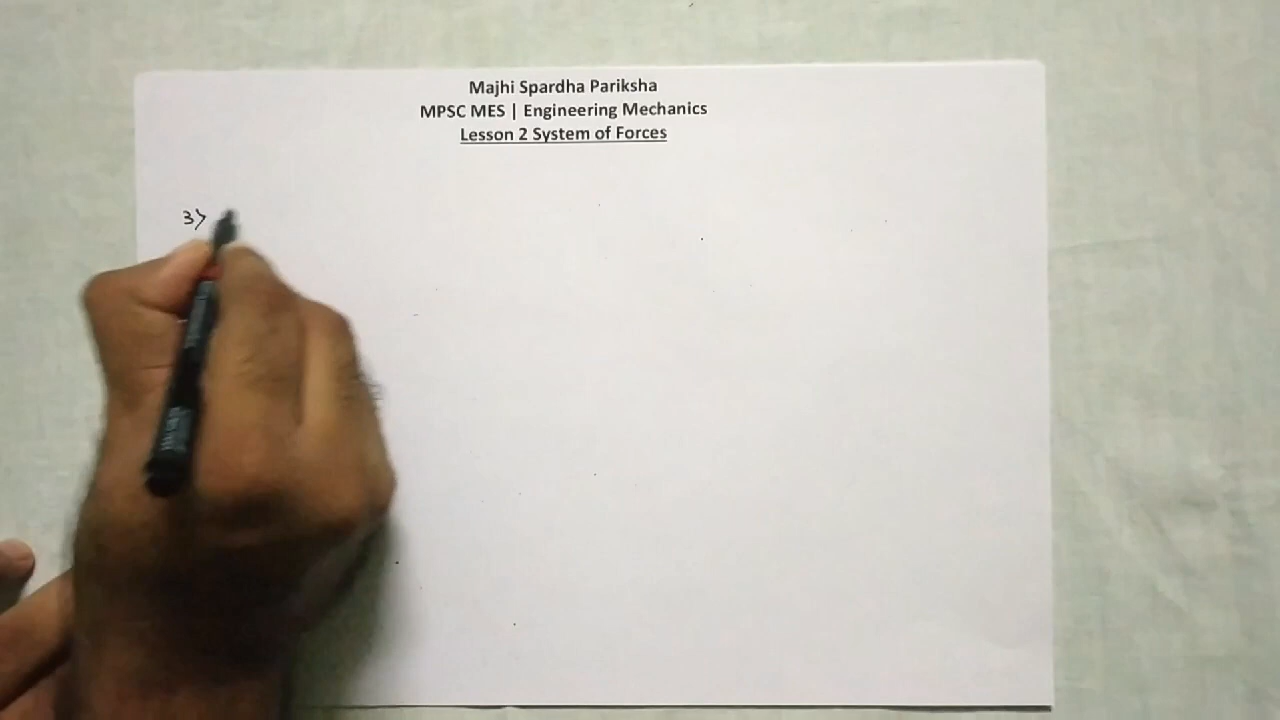 Majhi Spardha Pariksha
MPSC MES | Engineering Mechanics
Lesson 2 System of Forces
3>